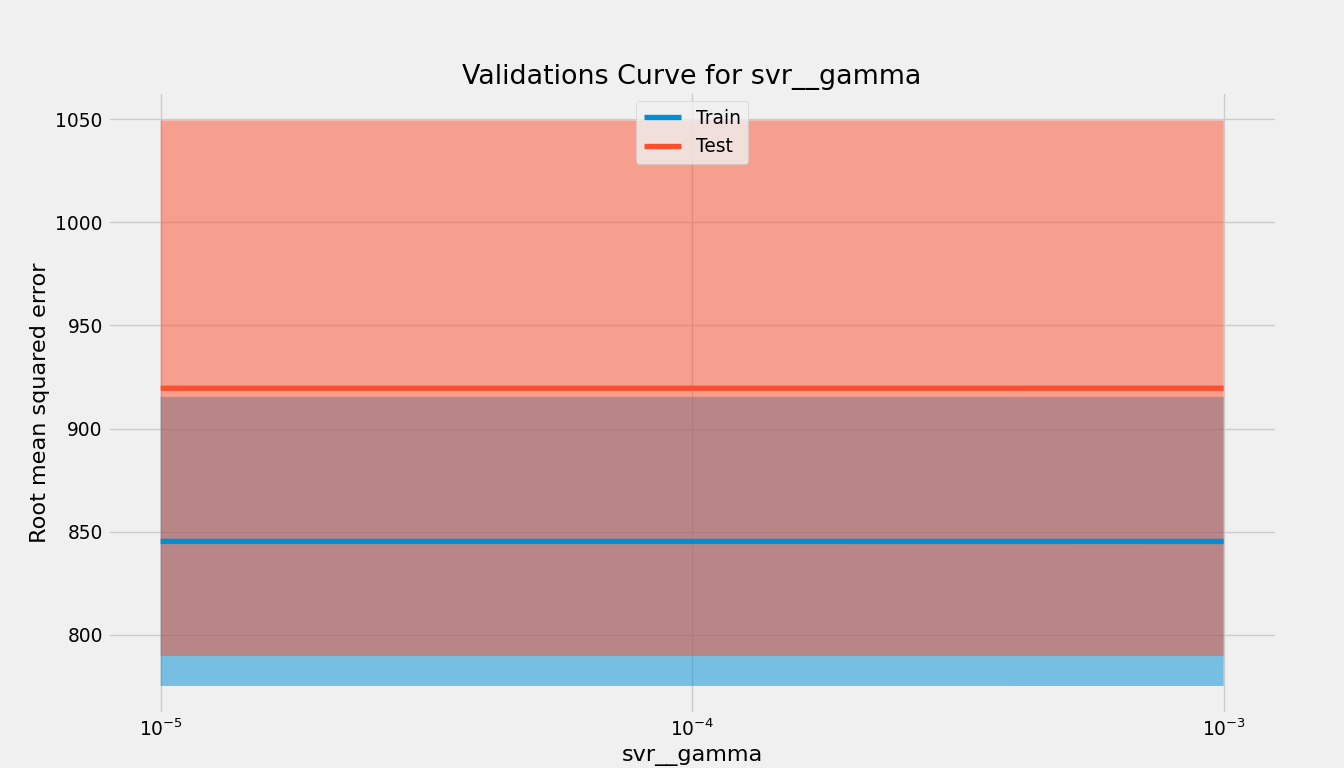 Validations Curve for svr__gamma
Train
Test
1050
1000
950
900
850
800
Root mean squared error
10⁻⁵
10⁻⁴
10⁻³
svr__gamma